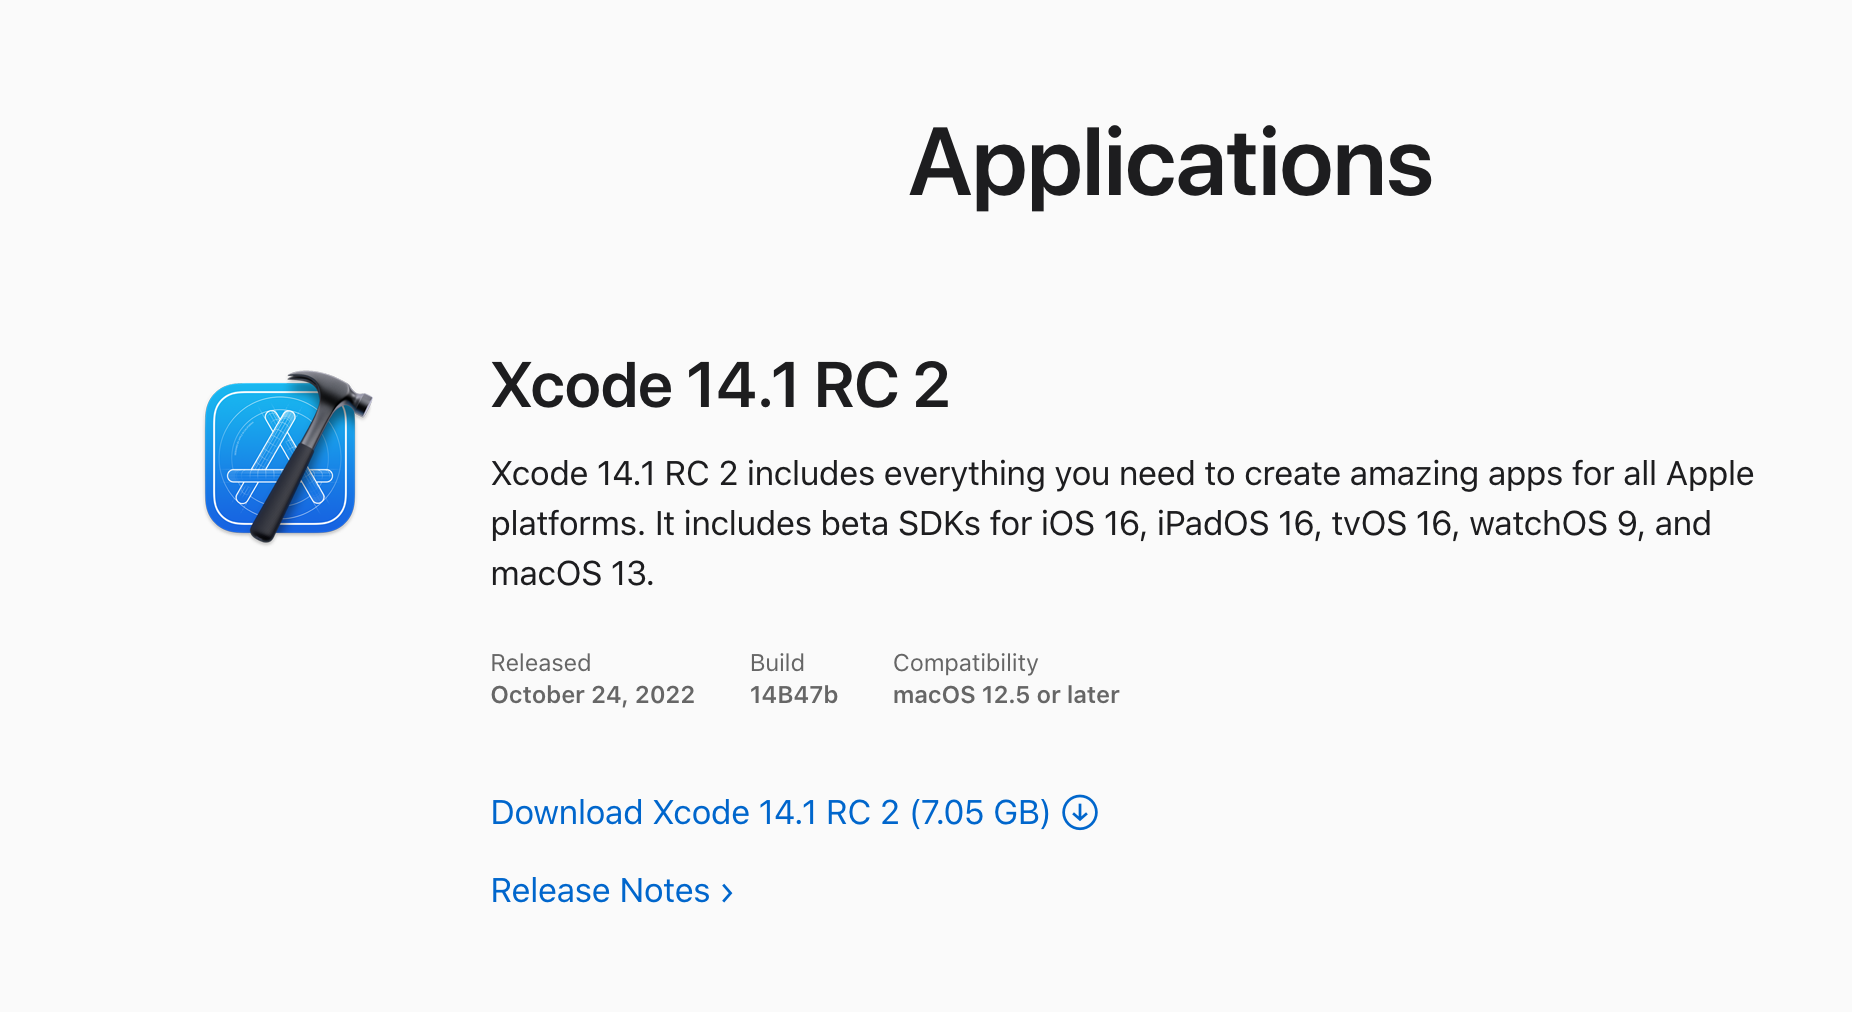 Applications
Xcode 14.1 RC 2
Xcode 14.1 RC 2 includes everything you need to create amazing apps for all Apple
platforms. It includes beta SDKs for iOS 16, iPadOS 16, tvOS 16, watchOS 9, and
macOS 13.
Released
October 24, 2022
Build
14B47b
Compatibility
macOS 12.5 or later
Download Xcode 14.1 RC 2 (7.05 GB)
Release Notes ›